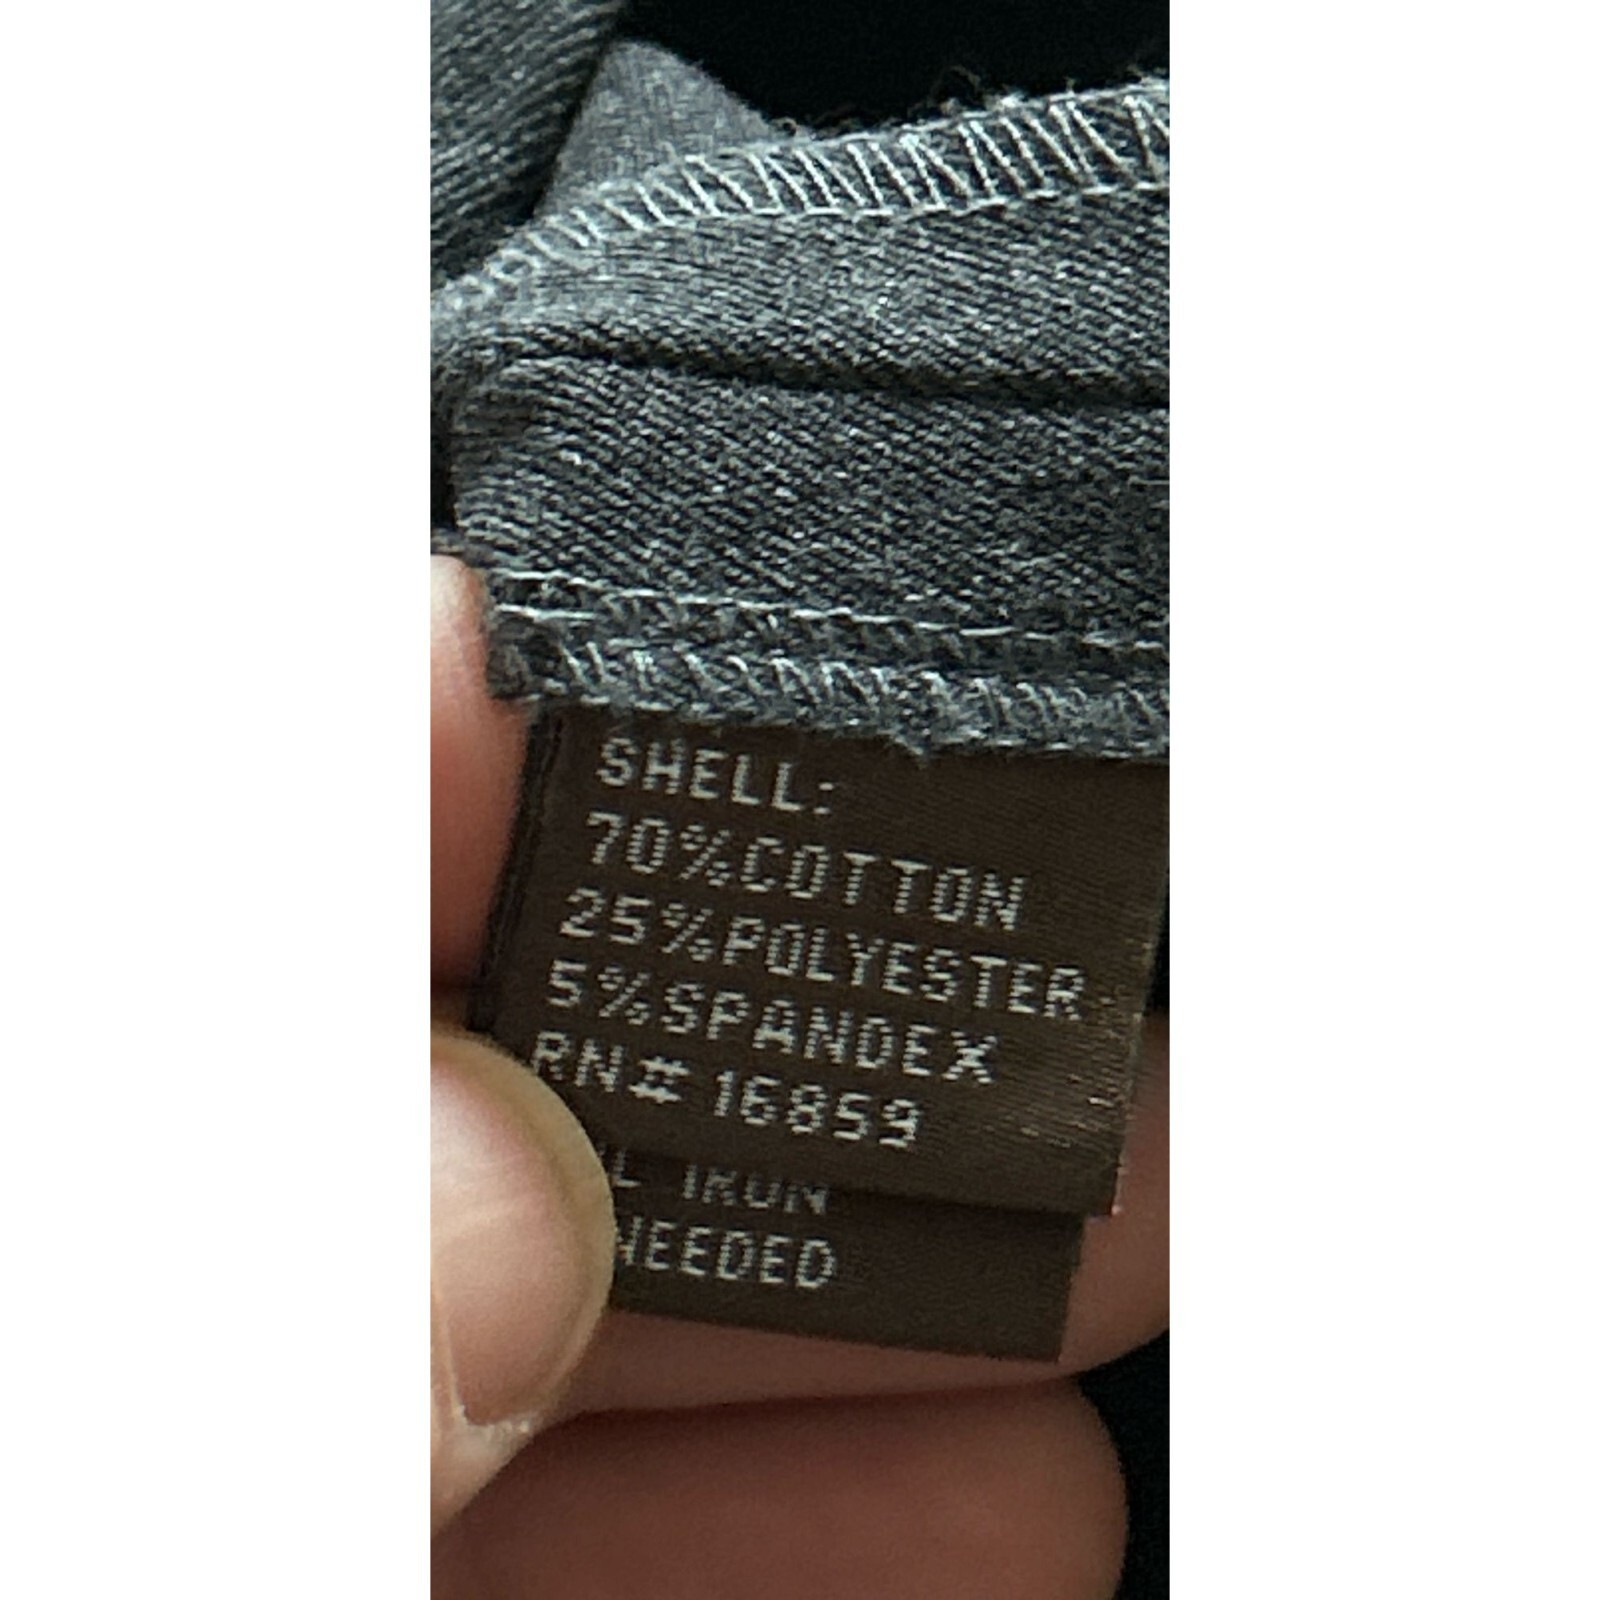 SHELL:
70%COTTON
25%POLYESTER
5%SPANDEX
RN# 16859
IRON
NEEDED